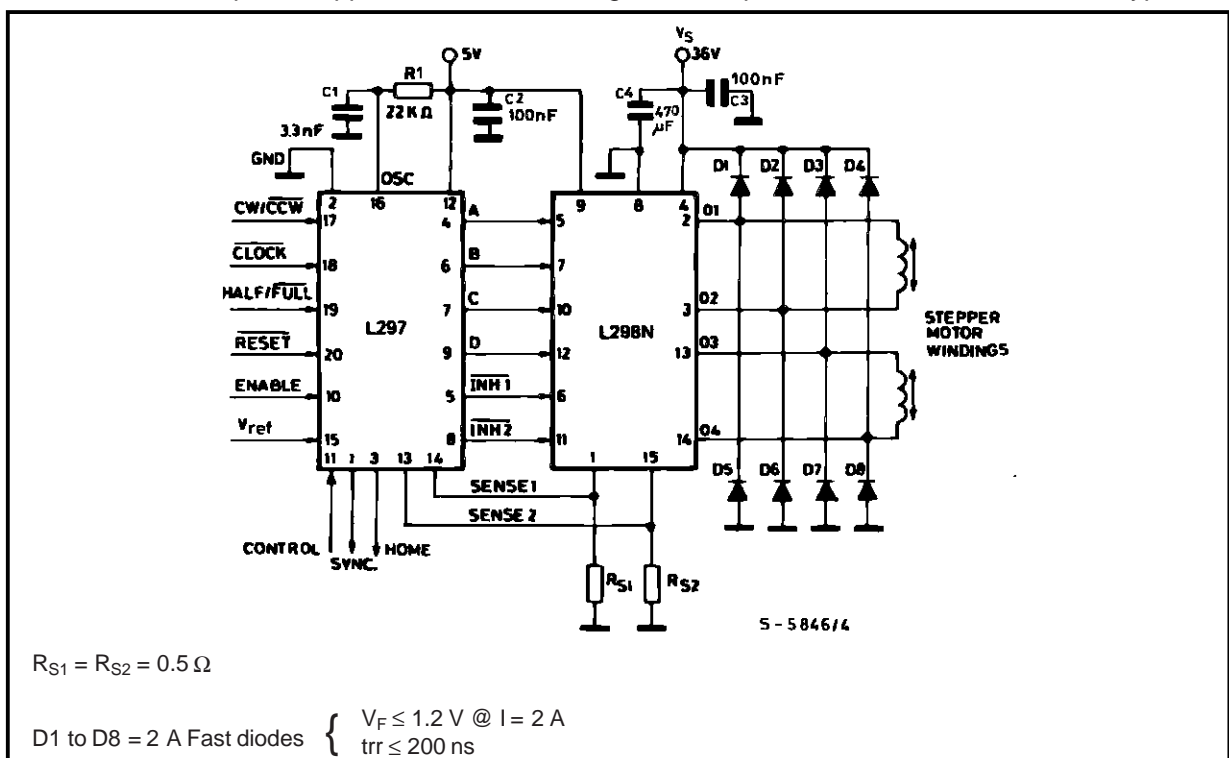 Vs
5V 36V
R1
C1 C4 100nF
C2 C3
22KΩ 100nF 470
µF
3.3nF
GND
OSC
D1 D2 D3 D4
2 16 12 9 8 4
CW/CCW 17 4 A 5 2 O1
CLOCK 18 6 B 7
HALF/FULL 19 7 C 10 3 O2
L297 L298N
STEPPER
MOTOR
WINDINGS
RESET 20 9 D 12 13 O3
ENABLE 10 5 INH1 6
Vref 15 8 INH2 11 14 O4
11 1 3 13 14 1 15
D5 D6 D7 D8
SENSE1
SENSE 2
CONTROL HOME
SYNC.
RS1 RS2
S-5846/4
RS1 = RS2 = 0.5 Ω
VF ≤ 1.2 V @ I = 2 A
D1 to D8 = 2 A Fast diodes {
trr ≤ 200 ns